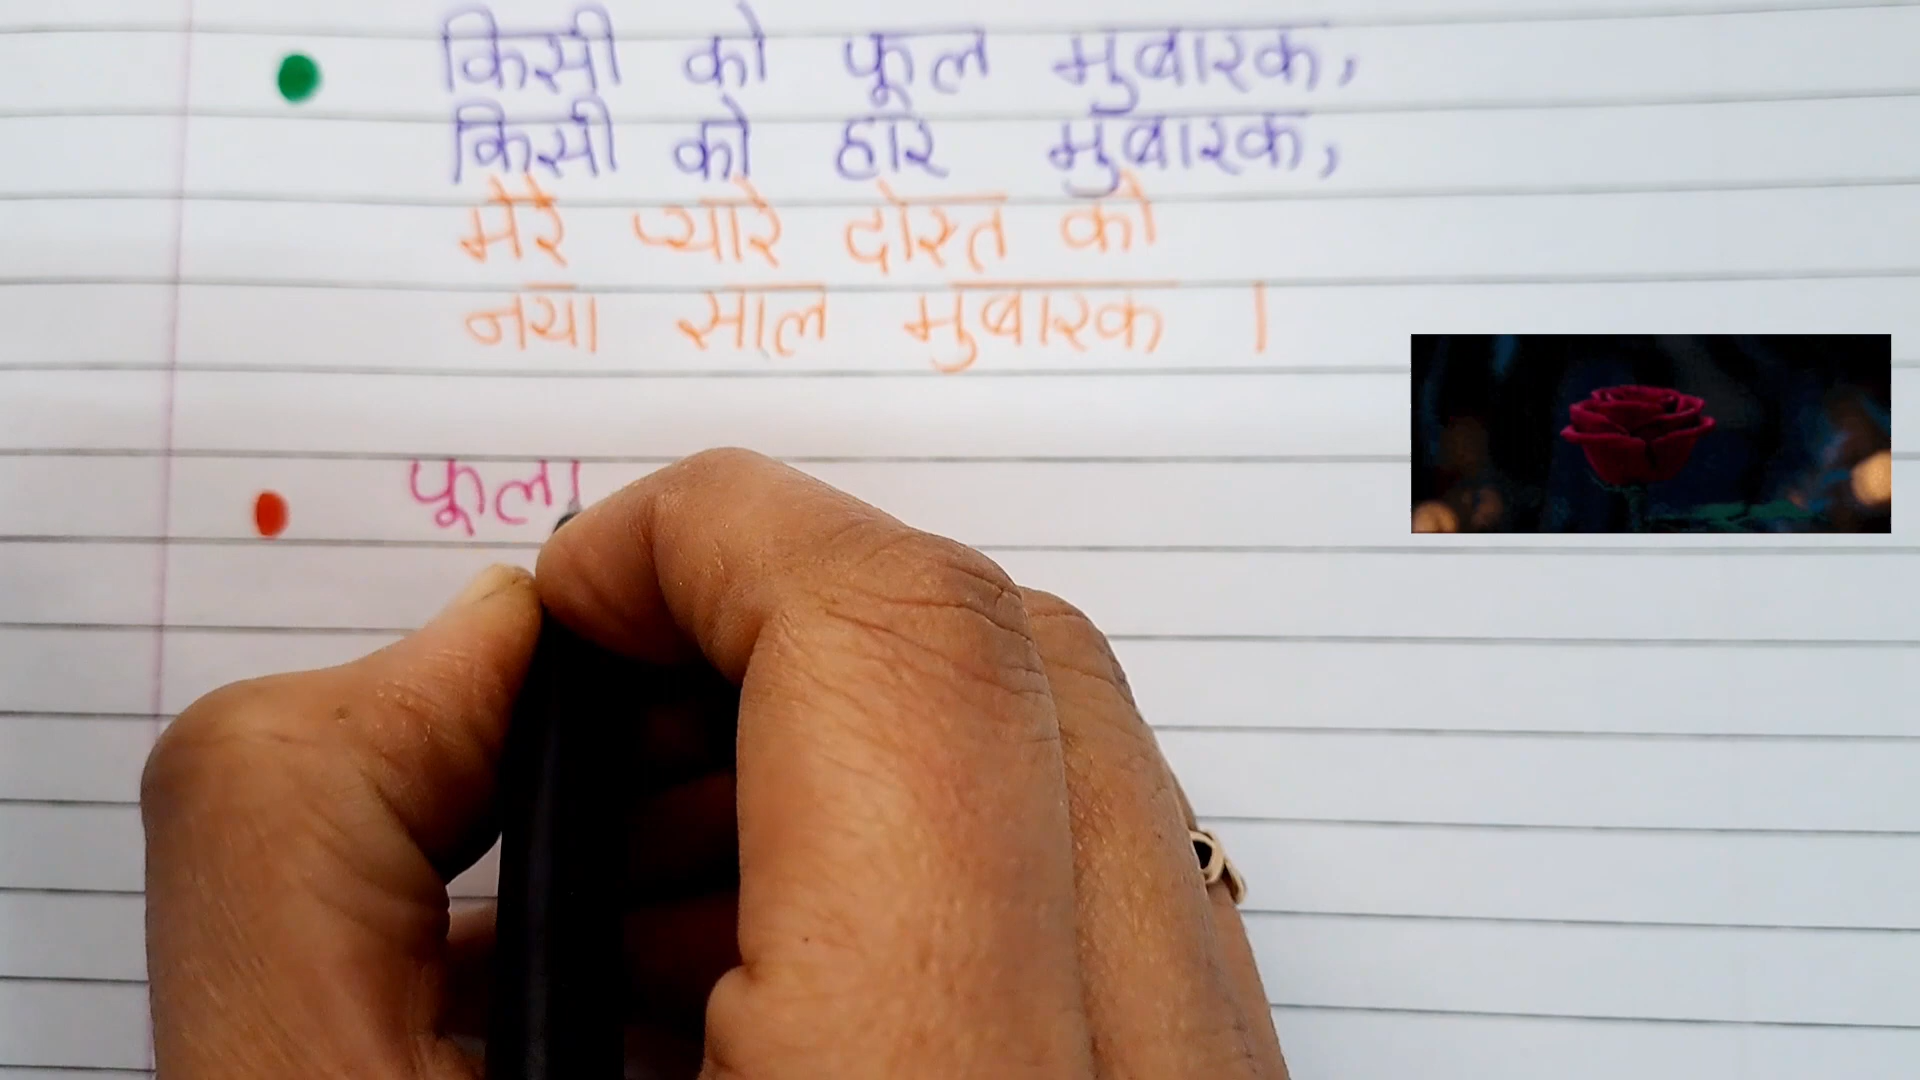 किसी को फूल मुबारक,
किसी को हार मुबारक,
मेरे प्यारे दोस्त को
नया साल मुबारक ।
फूला